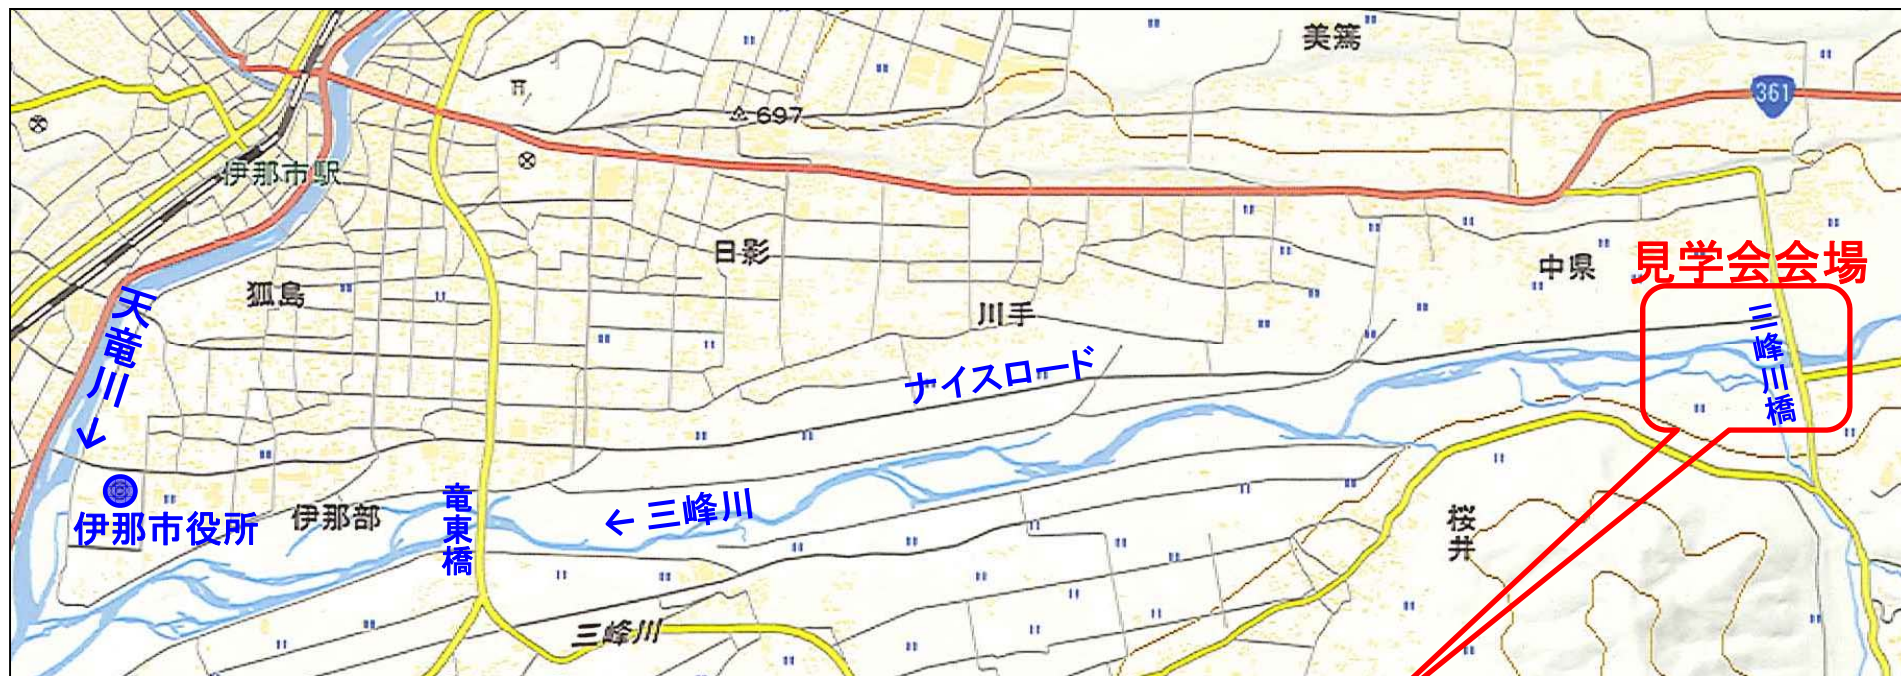 美篶
361
697
伊那市駅
日影
中県
見学会会場
狐島
川手
天竜川
↓
三峰川橋
ナイスロード
伊那市役所
伊那部
竜東橋
← 三峰川
桜井
三峰川